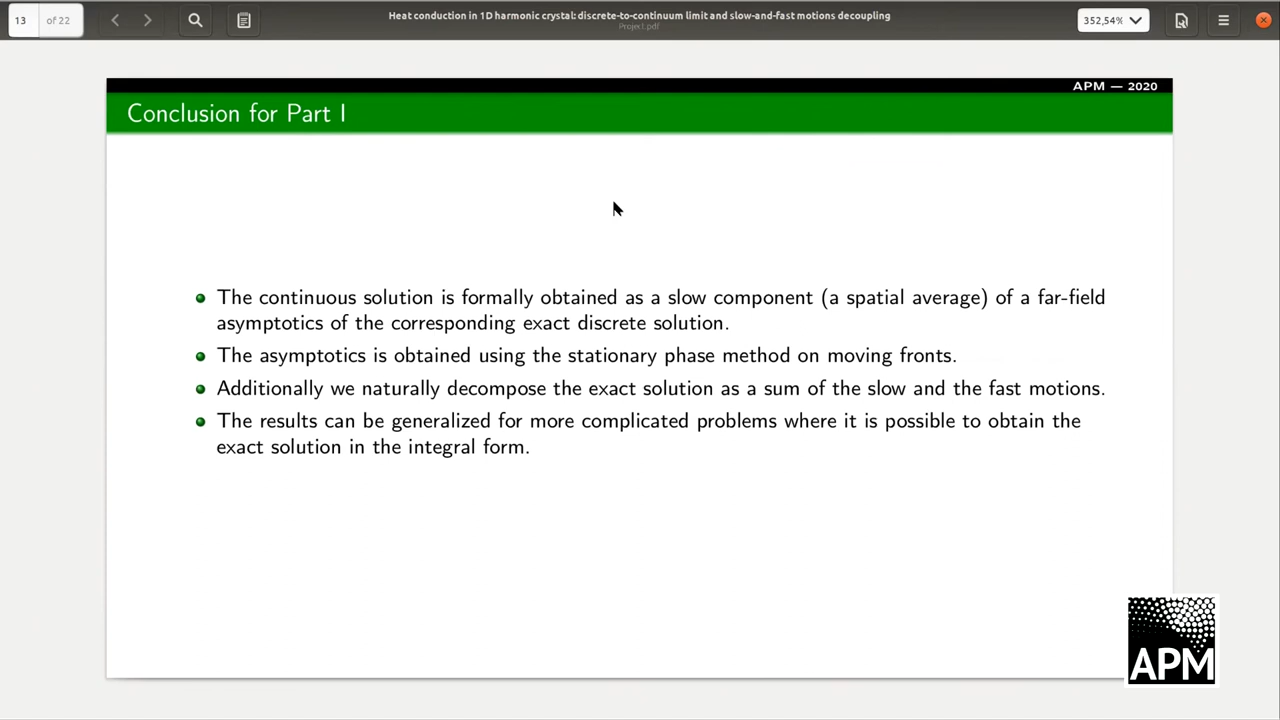 13 of 22
Heat conduction in 1D harmonic crystal: discrete-to-continuum limit and slow-and-fast motions decoupling
Proje1.pdf
352,54%
APM — 2020
Conclusion for Part I
The continuous solution is formally obtained as a slow component (a spatial average) of a far-field
asymptotics of the corresponding exact discrete solution.
The asymptotics is obtained using the stationary phase method on moving fronts.
Additionally we naturally decompose the exact solution as a sum of the slow and the fast motions.
The results can be generalized for more complicated problems where it is possible to obtain the
exact solution in the integral form.
APM